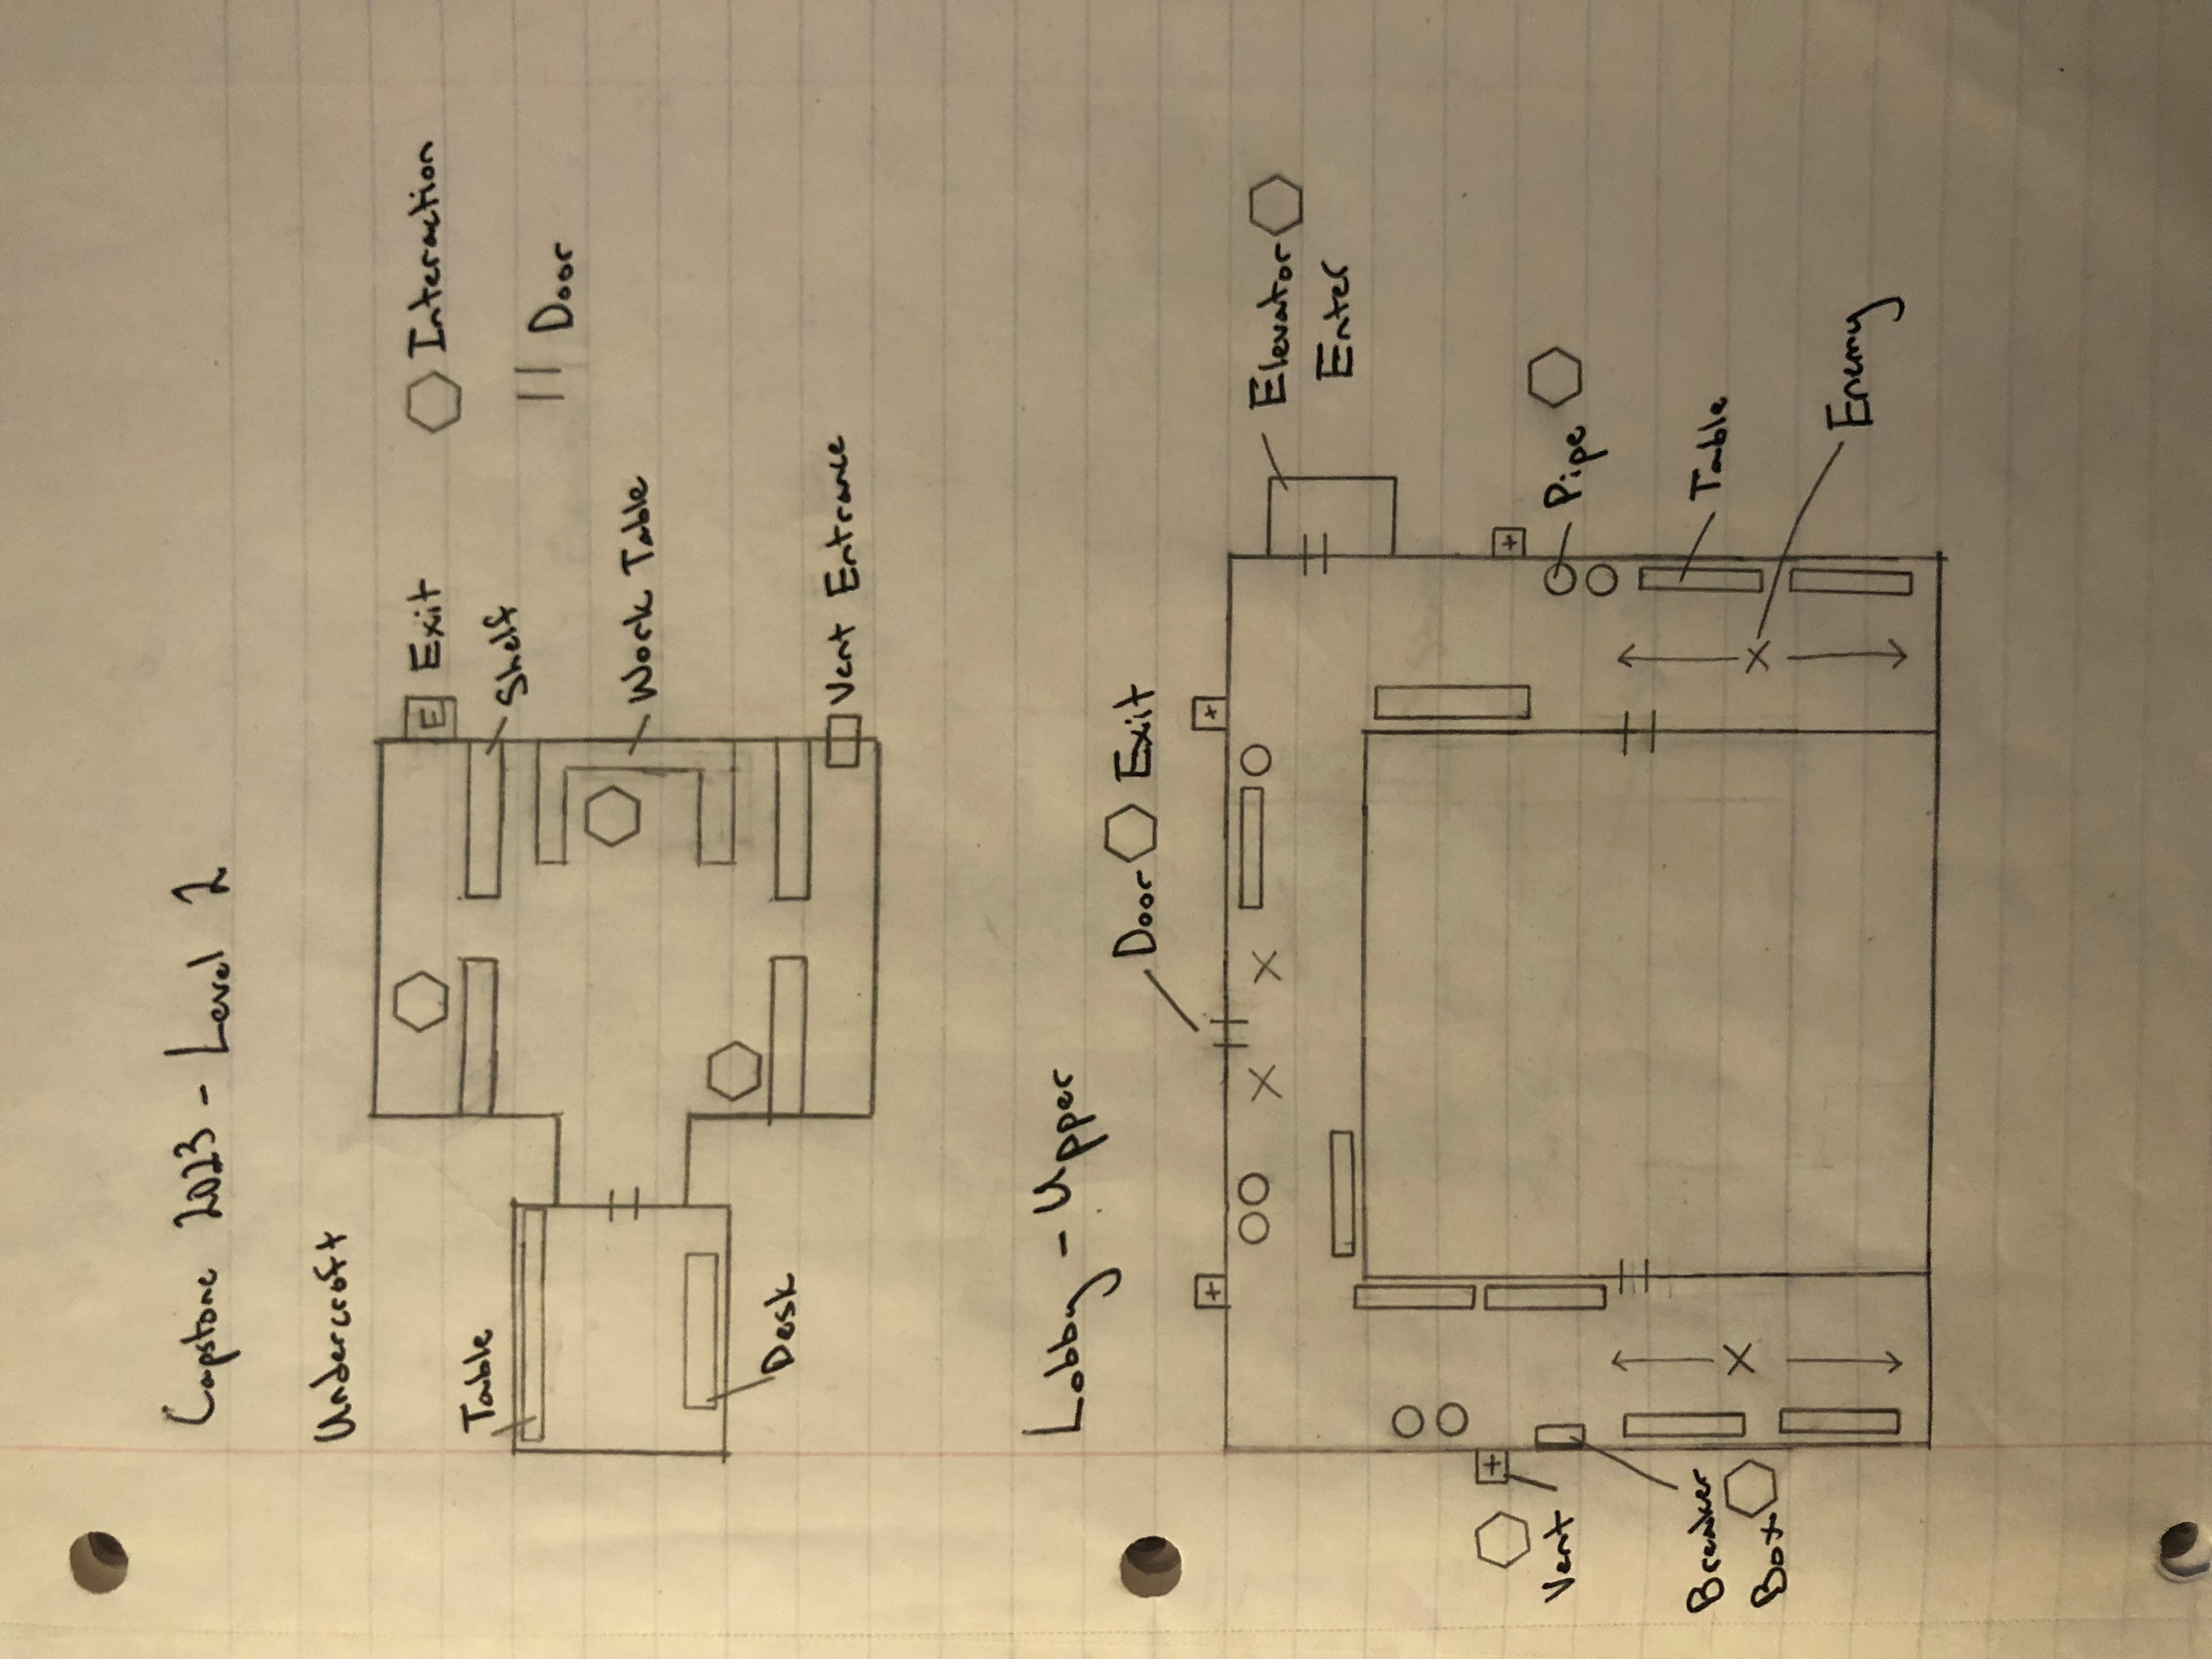 Capstone 2023 - Level 2
Undercroft
E Exit
Interaction
Table
Shelf
Door
Work Table
Desk
Vent Entrance
Lobby - Upper
Door Exit
Elevator
Enter
Vent
Pipe
Breaker
Box
Table
Enemy